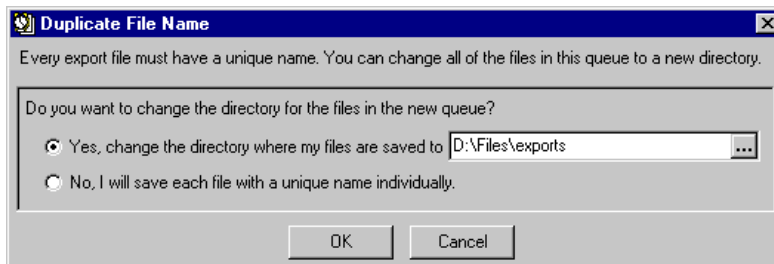 Duplicate File Name
Every export file must have a unique name. You can change all of the files in this queue to a new directory.
Do you want to change the directory for the files in the new queue?
Yes, change the directory where my files are saved to D:\Files\exports ...
No, I will save each file with a unique name individually.
OK Cancel